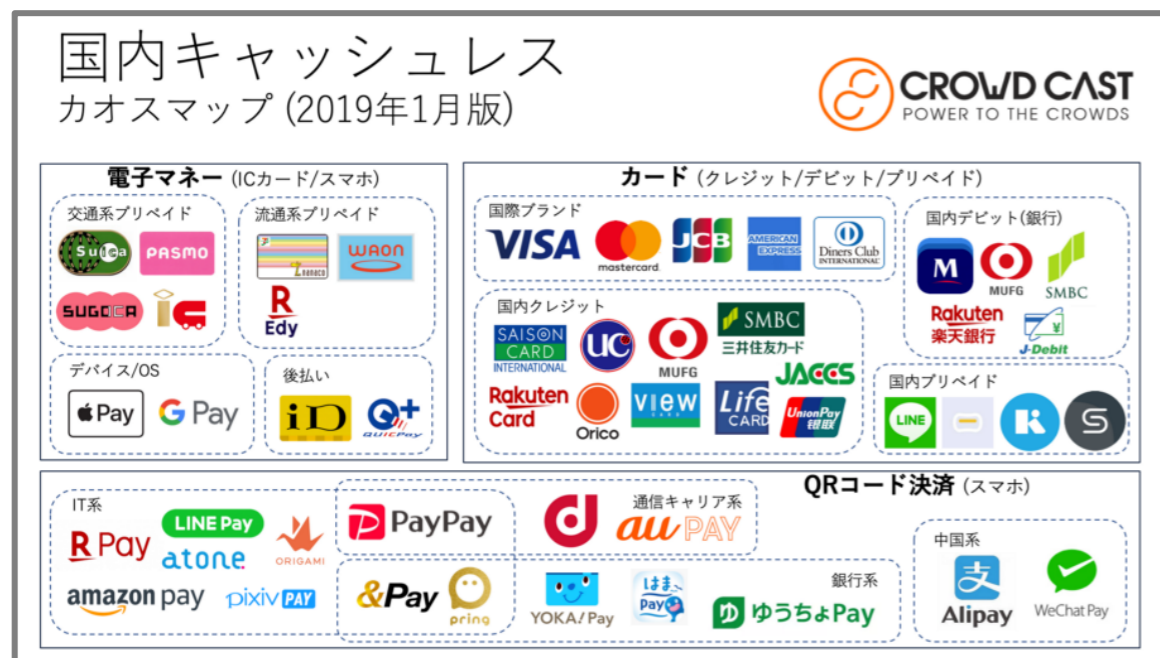 国内キャッシュレス
カオスマップ (2019年1月版)
CROWD CAST
POWER TO THE CROWDS
電子マネー (ICカード/スマホ)
交通系プリペイド
Suica
PASMO
SUGOCA
流通系プリペイド
nanaco
WAON
R
Edy
デバイス/OS
Pay
G Pay
後払い
iD
QUICPay
カード (クレジット/デビット/プリペイド)
国際ブランド
VISA
mastercard
JCB
AMERICAN
EXPRESS
Diners Club
INTERNATIONAL
国内クレジット
SAISON
CARD
INTERNATIONAL
UC
MUFG
SMBC
三井住友カード
Rakuten
Card
Orico
VIEW
CARD
Life
CARD
JACCS
UnionPay
银联
国内デビット(銀行)
M
MUFG
SMBC
Rakuten
楽天銀行
J-Debit
国内プリペイド
LINE
K
S
QRコード決済 (スマホ)
IT系
R Pay
LINE Pay
atone
ORIGAMI
amazon pay
pixiv PAY
PayPay
&Pay
pring
通信キャリア系
d
au PAY
銀行系
YOKA!Pay
はま
Pay
ゆ
ゆうちょPay
中国系
支
Alipay
WeChat Pay